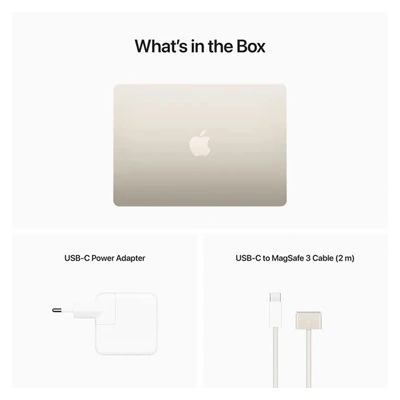 What's in the Box
USB-C Power Adapter
USB-C to MagSafe 3 Cable (2 m)